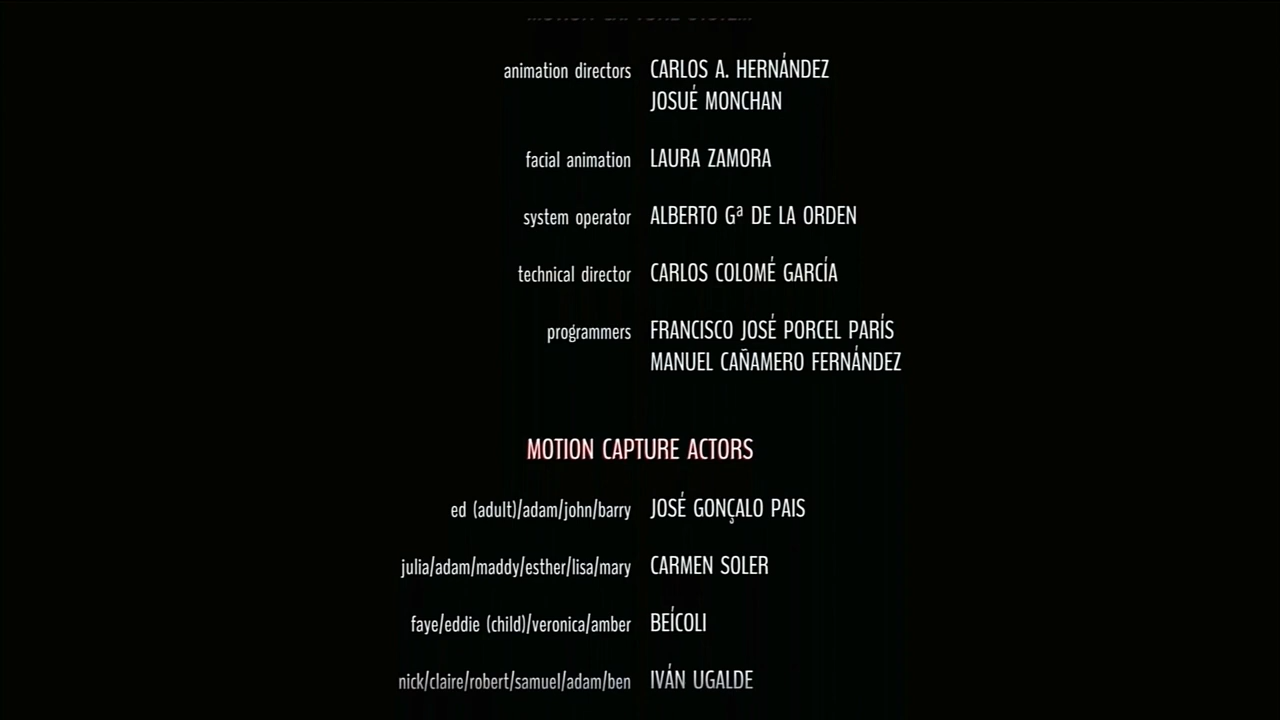 MOTION CAPTURE SYSTEM
animation directors CARLOS A. HERNÁNDEZ
JOSUÉ MONCHAN
facial animation LAURA ZAMORA
system operator ALBERTO Gª DE LA ORDEN
technical director CARLOS COLOMÉ GARCÍA
programmers FRANCISCO JOSÉ PORCEL PARÍS
MANUEL CAÑAMERO FERNÁNDEZ
MOTION CAPTURE ACTORS
ed (adult)/adam/john/barry JOSÉ GONÇALO PAIS
julia/adam/maddy/esther/lisa/mary CARMEN SOLER
faye/eddie (child)/veronica/amber BEÍCOLI
nick/claire/robert/samuel/adam/ben IVÁN UGALDE